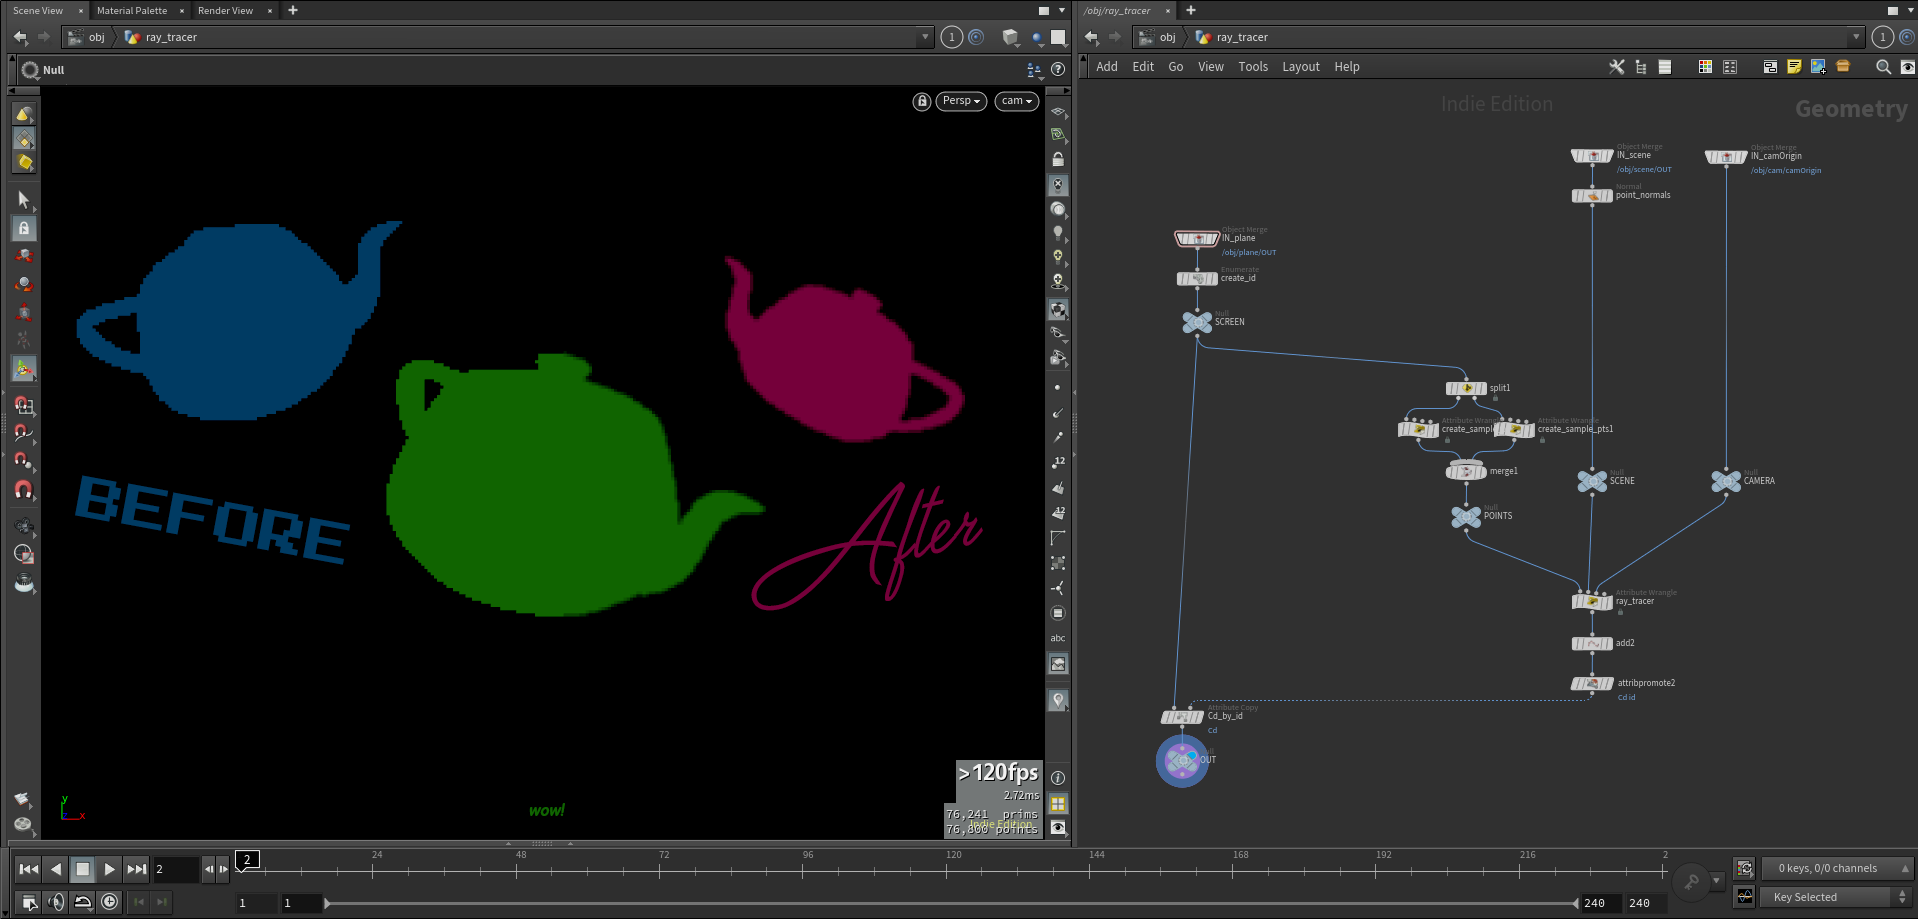 Scene View
Material Palette
Render View
/obj/ray_tracer
obj
ray_tracer
1
obj
ray_tracer
1
Null
Add Edit Go View Tools Layout Help
Persp
cam
Indie Edition
Geometry
Object Merge
IN_scene
/obj/scene/OUT
Object Merge
IN_camOrigin
/obj/cam/camOrigin
Normal
point_normals
Object Merge
IN_plane
/obj/plane/OUT
Enumerate
create_id
Null
SCREEN
split1
Attribute Wrangle
create_sample_pts1
merge1
Null
POINTS
Null
SCENE
Null
CAMERA
Attribute Wrangle
ray_tracer
add2
attribpromote2
Cd id
Attribute Copy
Cd_by_id
Cd
OUT
BEFORE
After
wow!
12
12
abc
y
x
>120fps
2.72ms
76,241 prims
76,800 points
Indie Edition
2
2
24 48 72 96 120 144 168 192 216 2
0 keys, 0/0 channels
1
1
240
240
Key Selected